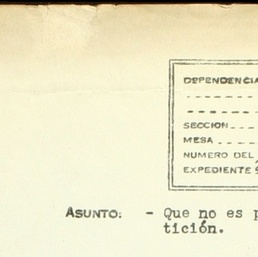 DEPENDENCIA
SECCION
MESA
NUMERO DEL
EXPEDIENTE
ASUNTO: - Que no es p
tición.